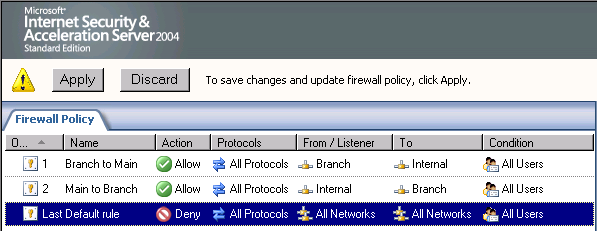 Microsoft®
Internet Security &
Acceleration Server 2004
Standard Edition
Apply Discard To save changes and update firewall policy, click Apply.
Firewall Policy
O... Name Action Protocols From / Listener To Condition
1 Branch to Main Allow All Protocols Branch Internal All Users
2 Main to Branch Allow All Protocols Internal Branch All Users
Last Default rule Deny All Protocols All Networks All Networks All Users